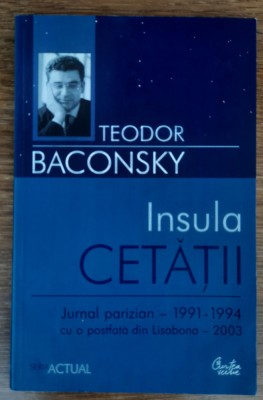 TEODOR
BACONSKY
Insula
CETĂȚII
Jurnal parizian – 1991-1994
cu o postfață din Lisabona – 2003
ACTUAL
Curtea
veche